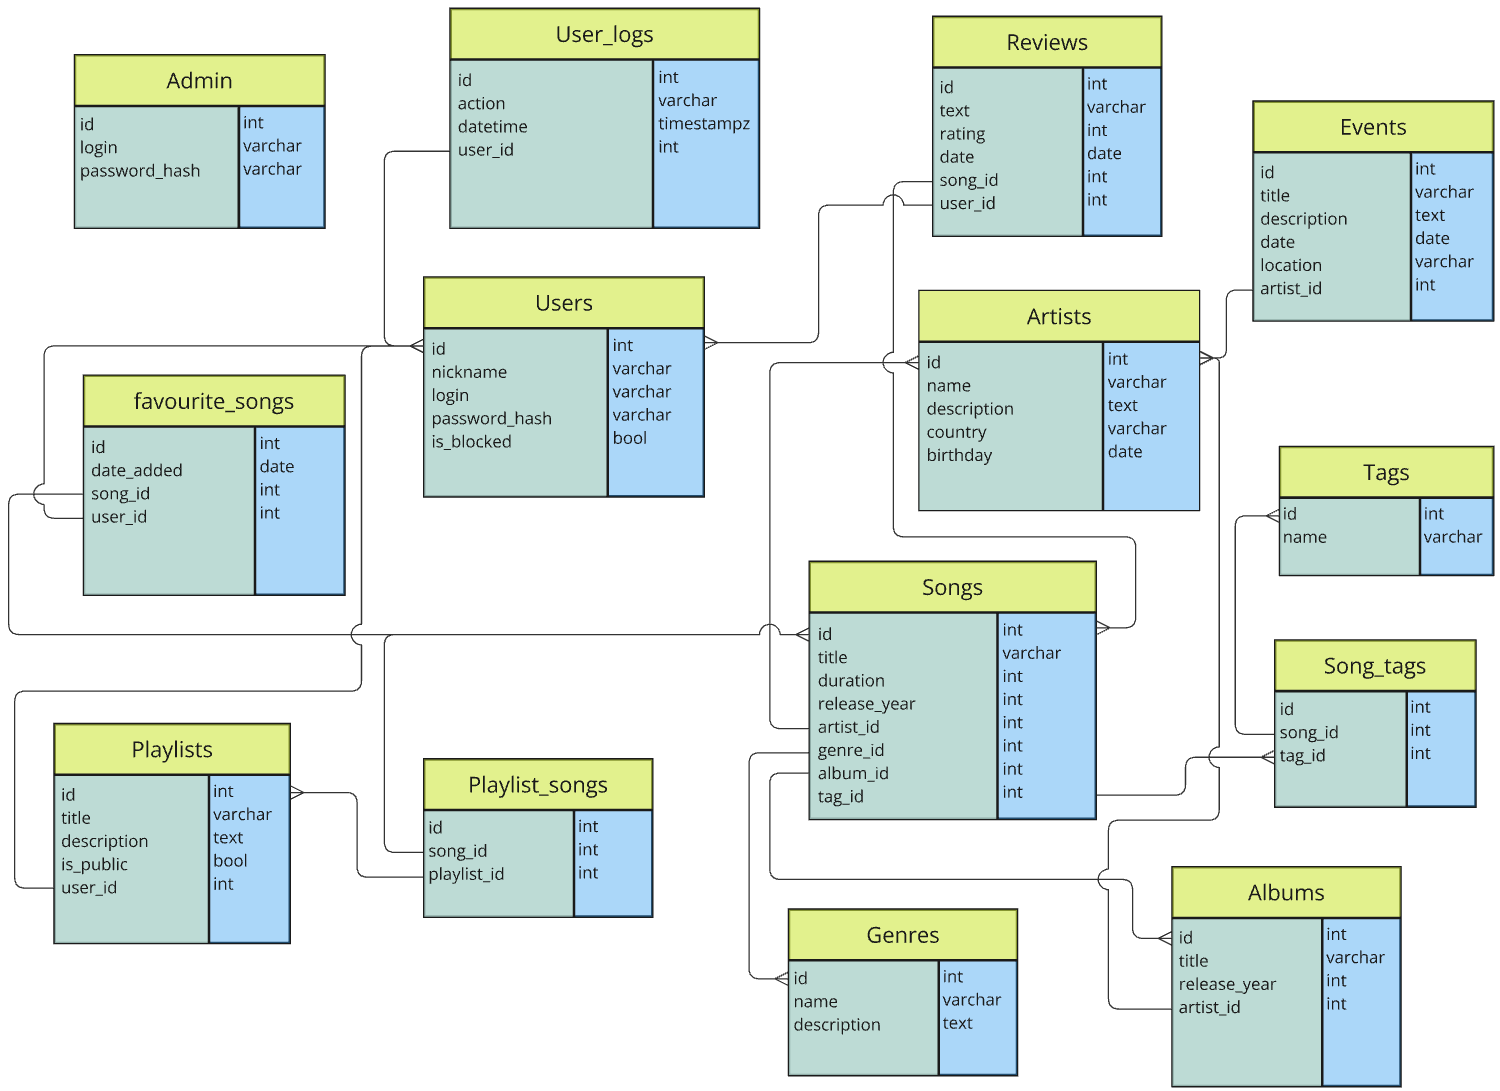 Admin
id int
login varchar
password_hash varchar
User_logs
id int
action varchar
datetime timestampz
user_id int
Reviews
id int
text varchar
rating int
date date
song_id int
user_id int
Events
id int
title varchar
description text
date date
location varchar
artist_id int
Users
id int
nickname varchar
login varchar
password_hash varchar
is_blocked bool
Artists
id int
name varchar
description text
country varchar
birthday date
favourite_songs
id int
date_added date
song_id int
user_id int
Tags
id int
name varchar
Songs
id int
title varchar
duration int
release_year int
artist_id int
genre_id int
album_id int
tag_id int
Song_tags
id int
song_id int
tag_id int
Playlists
id int
title varchar
description text
is_public bool
user_id int
Playlist_songs
id int
song_id int
playlist_id int
Genres
id int
name varchar
description text
Albums
id int
title varchar
release_year int
artist_id int